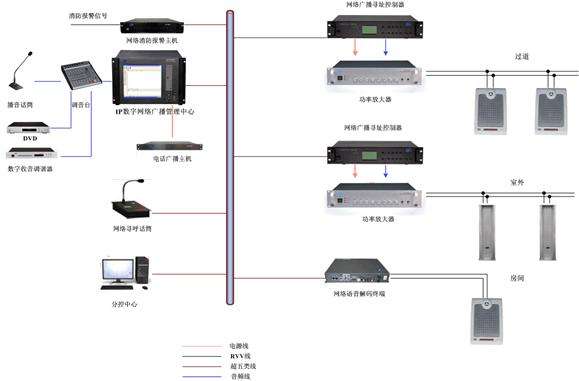 消防报警信号
网络消防报警主机
网络广播寻址控制器
过道
播音话筒
调音台
IP数字网络广播管理中心
功率放大器
DVD
数字收音调谐器
电话广播主机
网络广播寻址控制器
室外
网络寻呼话筒
功率放大器
房间
分控中心
网络语音解码终端
电源线
RVV线
超五类线
音频线